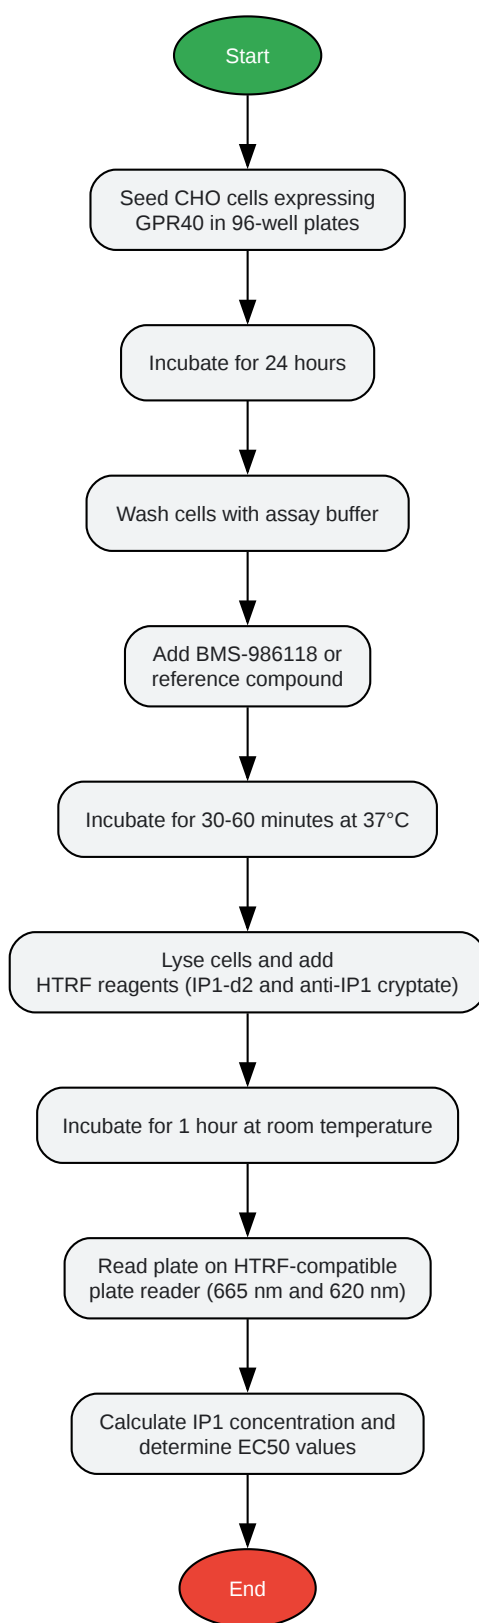 Start
Seed CHO cells expressing
GPR40 in 96-well plates
Incubate for 24 hours
Wash cells with assay buffer
Add BMS-986118 or
reference compound
Incubate for 30-60 minutes at 37°C
Lyse cells and add
HTRF reagents (IP1-d2 and anti-IP1 cryptate)
Incubate for 1 hour at room temperature
Read plate on HTRF-compatible
plate reader (665 nm and 620 nm)
Calculate IP1 concentration and
determine EC50 values
End